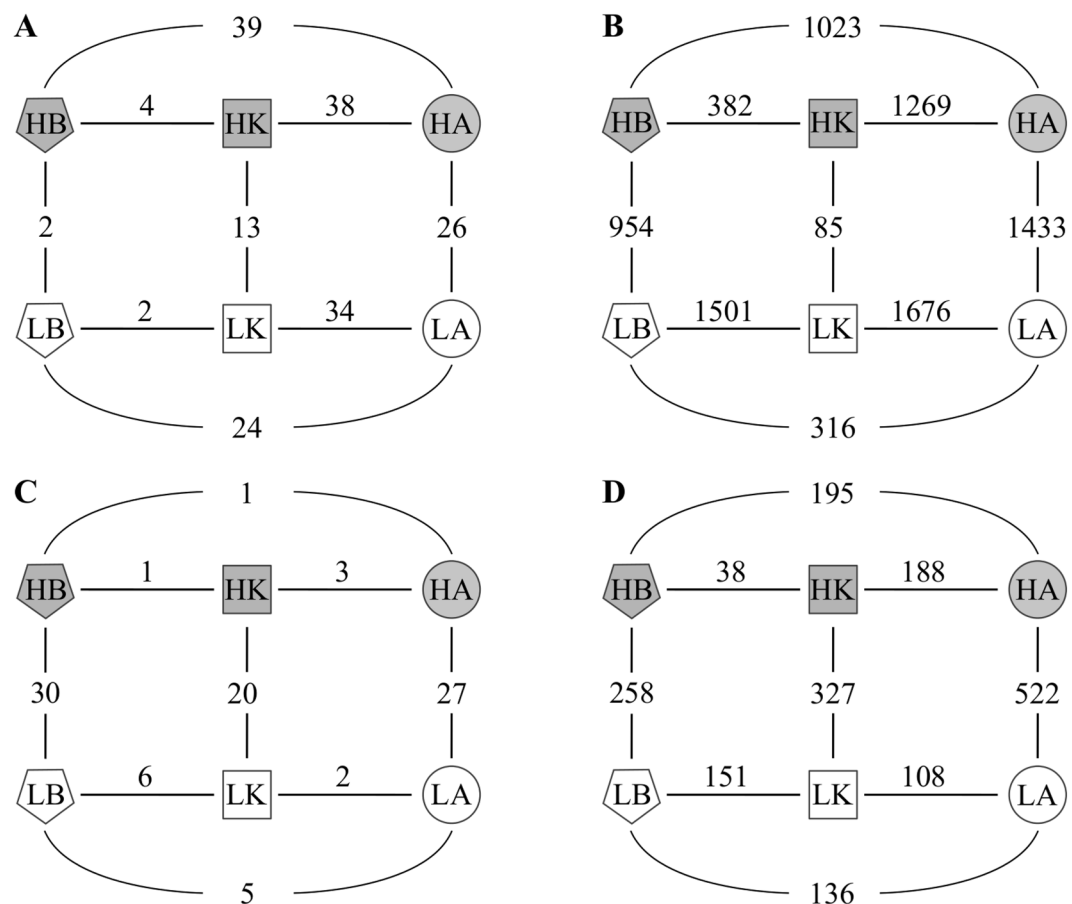 A 39
HB 4 HK 38 HA
2 13 26
LB 2 LK 34 LA
24
B 1023
HB 382 HK 1269 HA
954 85 1433
LB 1501 LK 1676 LA
316
C 1
HB 1 HK 3 HA
30 20 27
LB 6 LK 2 LA
5
D 195
HB 38 HK 188 HA
258 327 522
LB 151 LK 108 LA
136